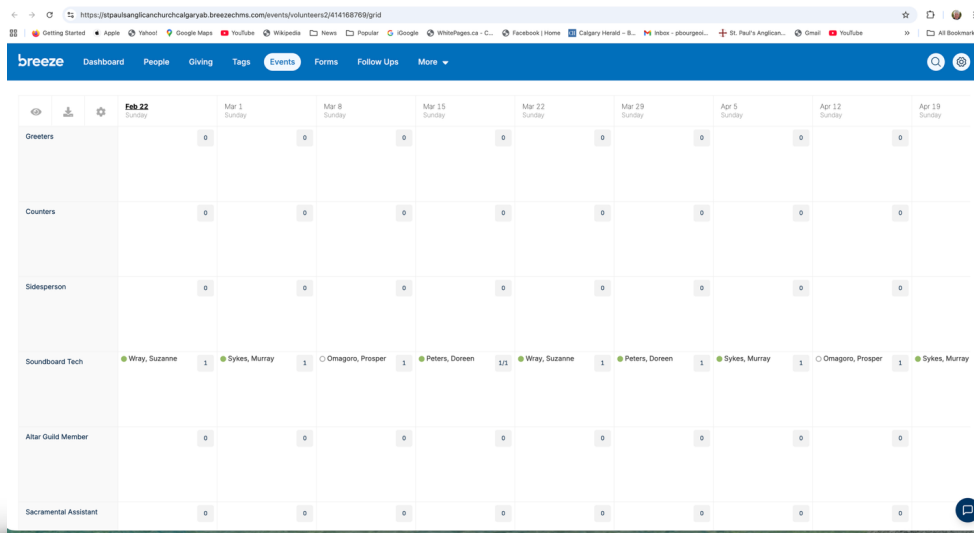 https://stpaulsanglicanchurchcalgaryab.breezechms.com/events/volunteers2/414168769/grid
Getting Started Apple Yahoo! Google Maps YouTube Wikipedia News Popular iGoogle WhitePages.ca - C... Facebook | Home Calgary Herald – B... Inbox - pbourgeoi... St. Paul's Anglican... Gmail YouTube » All Bookmark
breeze Dashboard People Giving Tags Events Forms Follow Ups More
Feb 22 Mar 1 Mar 8 Mar 15 Mar 22 Mar 29 Apr 5 Apr 12 Apr 19
Sunday Sunday Sunday Sunday Sunday Sunday Sunday Sunday Sunday
Greeters 0 0 0 0 0 0 0 0
Counters 0 0 0 0 0 0 0 0
Sidesperson 0 0 0 0 0 0 0 0
Soundboard Tech Wray, Suzanne 1 Sykes, Murray 1 Omagoro, Prosper 1 Peters, Doreen 1/1 Wray, Suzanne 1 Peters, Doreen 1 Sykes, Murray 1 Omagoro, Prosper 1 Sykes, Murray
Altar Guild Member 0 0 0 0 0 0 0 0
Sacramental Assistant 0 0 0 0 0 0 0 0